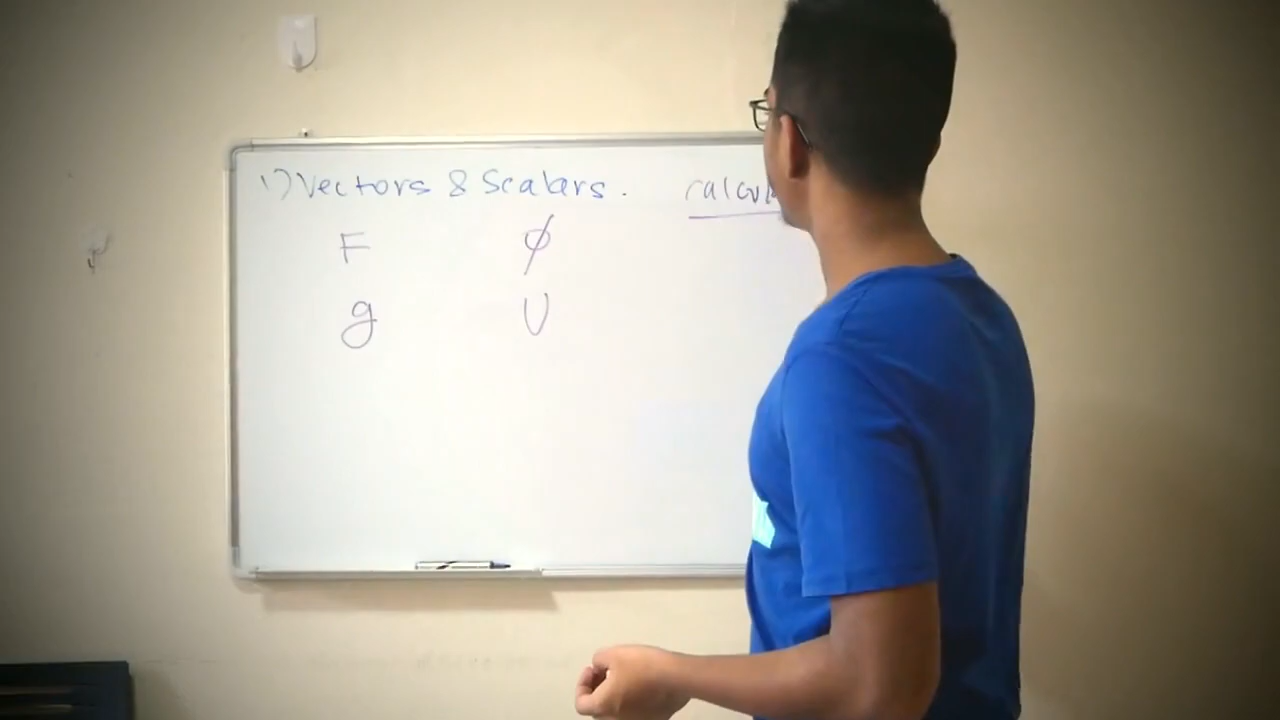 1) Vectors & Scalars.
F ϕ
g U